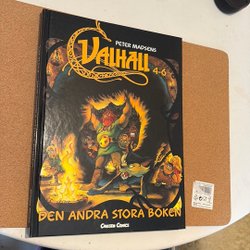 PETER MADSENS
VALHALL
4-6
DEN ANDRA STORA BOKEN
CARLSEN COMICS